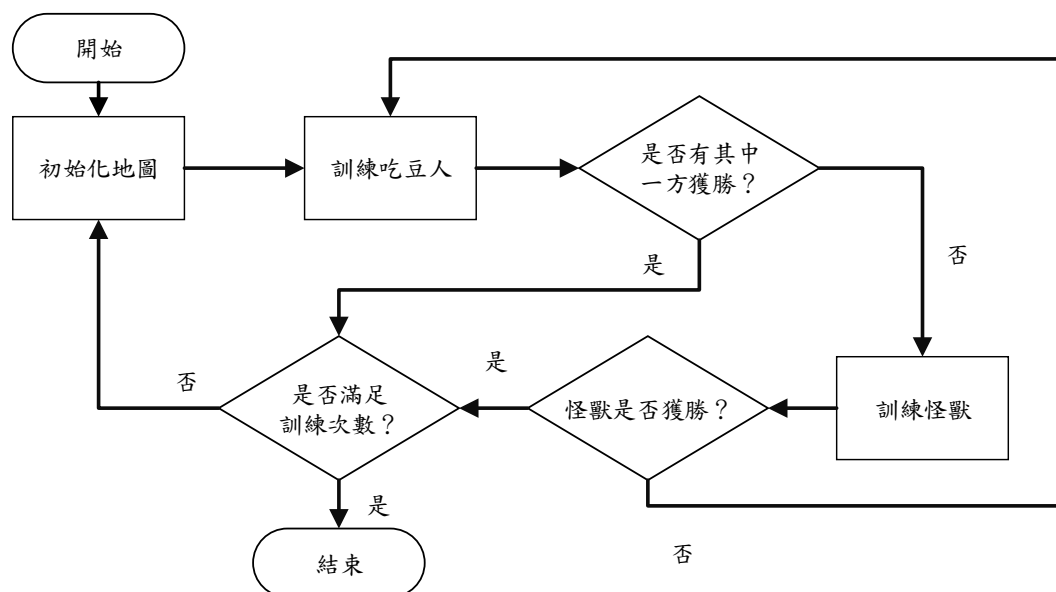 開始
初始化地圖
訓練吃豆人
是否有其中
一方獲勝？
是
否
否
是否滿足
訓練次數？
是
怪獸是否獲勝？
訓練怪獸
是
結束
否